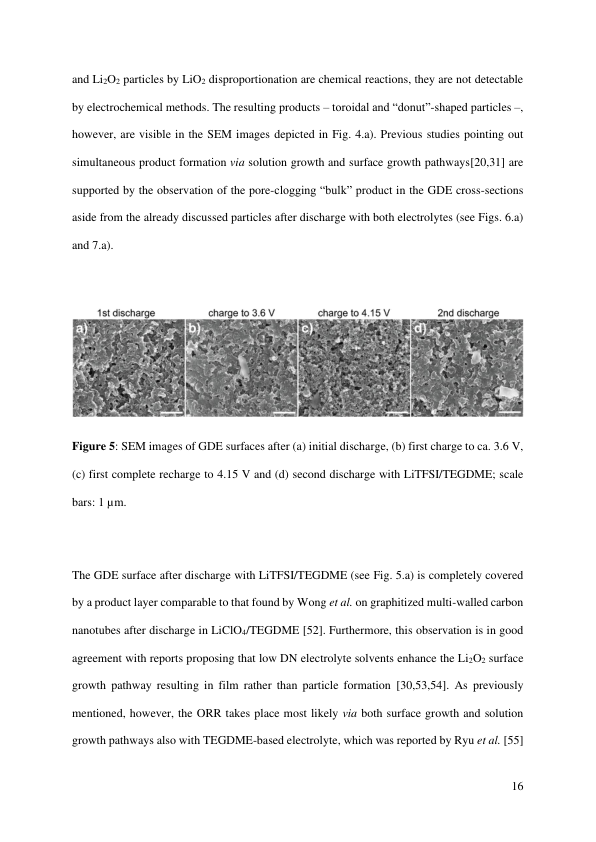 and Li₂O₂ particles by LiO₂ disproportionation are chemical reactions, they are not detectable
by electrochemical methods. The resulting products – toroidal and “donut”-shaped particles –,
however, are visible in the SEM images depicted in Fig. 4.a). Previous studies pointing out
simultaneous product formation via solution growth and surface growth pathways[20,31] are
supported by the observation of the pore-clogging “bulk” product in the GDE cross-sections
aside from the already discussed particles after discharge with both electrolytes (see Figs. 6.a)
and 7.a).
1st discharge charge to 3.6 V charge to 4.15 V 2nd discharge
a) b) c) d)
Figure 5: SEM images of GDE surfaces after (a) initial discharge, (b) first charge to ca. 3.6 V,
(c) first complete recharge to 4.15 V and (d) second discharge with LiTFSI/TEGDME; scale
bars: 1 µm.
The GDE surface after discharge with LiTFSI/TEGDME (see Fig. 5.a) is completely covered
by a product layer comparable to that found by Wong et al. on graphitized multi-walled carbon
nanotubes after discharge in LiClO₄/TEGDME [52]. Furthermore, this observation is in good
agreement with reports proposing that low DN electrolyte solvents enhance the Li₂O₂ surface
growth pathway resulting in film rather than particle formation [30,53,54]. As previously
mentioned, however, the ORR takes place most likely via both surface growth and solution
growth pathways also with TEGDME-based electrolyte, which was reported by Ryu et al. [55]
16